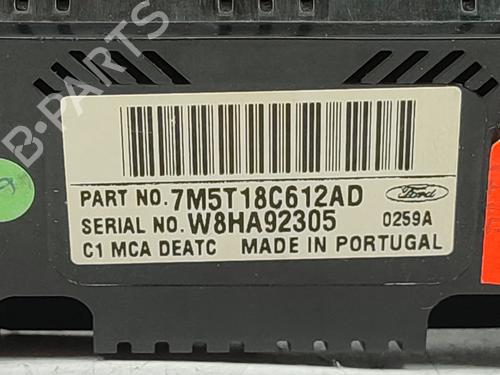 B-PARTS
PART NO. 7M5T18C612AD
Ford
SERIAL NO. W8HA92305 0259A
C1 MCA DEATC MADE IN PORTUGAL